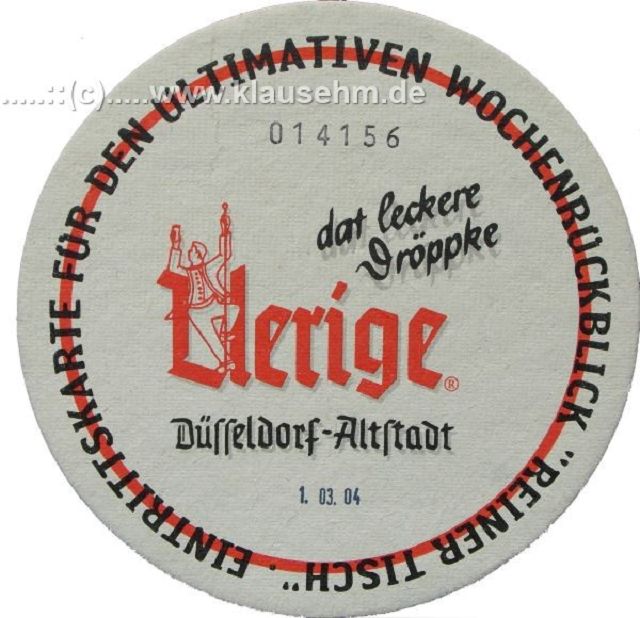 EINTRITTSKARTE FÜR DEN ULTIMATIVEN WOCHENRÜCKBLICK "REINER TISCH" ·
.....::(c).....www.klausehm.de
014156
dat leckere
Dröppke
Uerige®
Düsseldorf-Altstadt
1. 03. 04